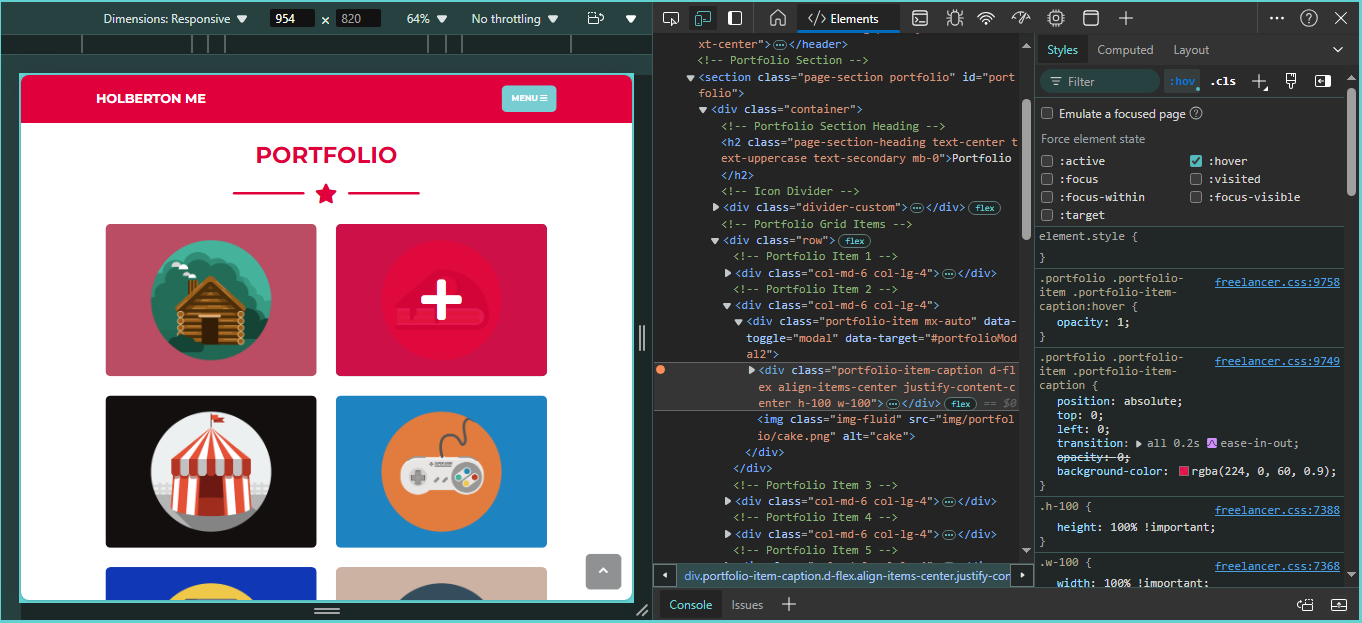 Dimensions: Responsive 954 × 820 64% No throttling
Elements
HOLBERTON ME
MENU
PORTFOLIO
xt-center"> </header>
<!-- Portfolio Section -->
<section class="page-section portfolio" id="port
folio">
<div class="container">
<!-- Portfolio Section Heading -->
<h2 class="page-section-heading text-center t
ext-uppercase text-secondary mb-0">Portfolio
</h2>
<!-- Icon Divider -->
<div class="divider-custom"> </div> flex
<!-- Portfolio Grid Items -->
<div class="row"> flex
<!-- Portfolio Item 1 -->
<div class="col-md-6 col-lg-4"> </div>
<!-- Portfolio Item 2 -->
<div class="col-md-6 col-lg-4">
<div class="portfolio-item mx-auto" data-
toggle="modal" data-target="#portfolioMod
al2">
<div class="portfolio-item-caption d-fl
ex align-items-center justify-content-c
enter h-100 w-100"> </div> flex == $0
<img class="img-fluid" src="img/portfol
io/cake.png" alt="cake">
</div>
</div>
<!-- Portfolio Item 3 -->
<div class="col-md-6 col-lg-4"> </div>
<!-- Portfolio Item 4 -->
<div class="col-md-6 col-lg-4"> </div>
<!-- Portfolio Item 5 -->
div.portfolio-item-caption.d-flex.align-items-center.justify-cor
Styles Computed Layout
Filter :hov .cls
Emulate a focused page
Force element state
:active :hover
:focus :visited
:focus-within :focus-visible
:target
element.style {
}
.portfolio .portfolio- freelancer.css:9758
item .portfolio-item-
caption:hover {
opacity: 1;
}
.portfolio .portfolio- freelancer.css:9749
item .portfolio-item-
caption {
position: absolute;
top: 0;
left: 0;
transition: all 0.2s ease-in-out;
opacity: 0;
background-color: rgba(224, 0, 60, 0.9);
}
.h-100 { freelancer.css:7388
height: 100% !important;
}
.w-100 { freelancer.css:7368
width: 100% !important;
Console Issues